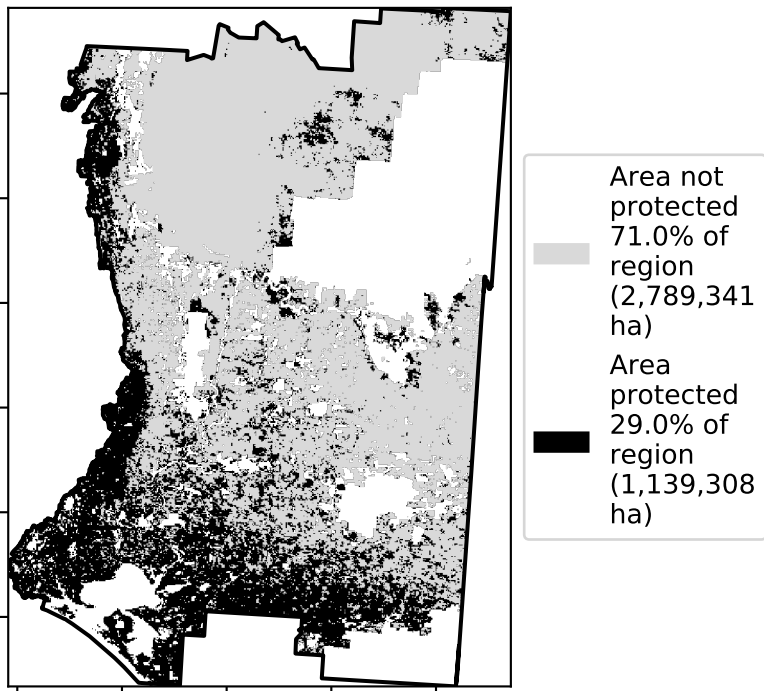 Area not
protected
71.0% of
region
(2,789,341
ha)
Area
protected
29.0% of
region
(1,139,308
ha)